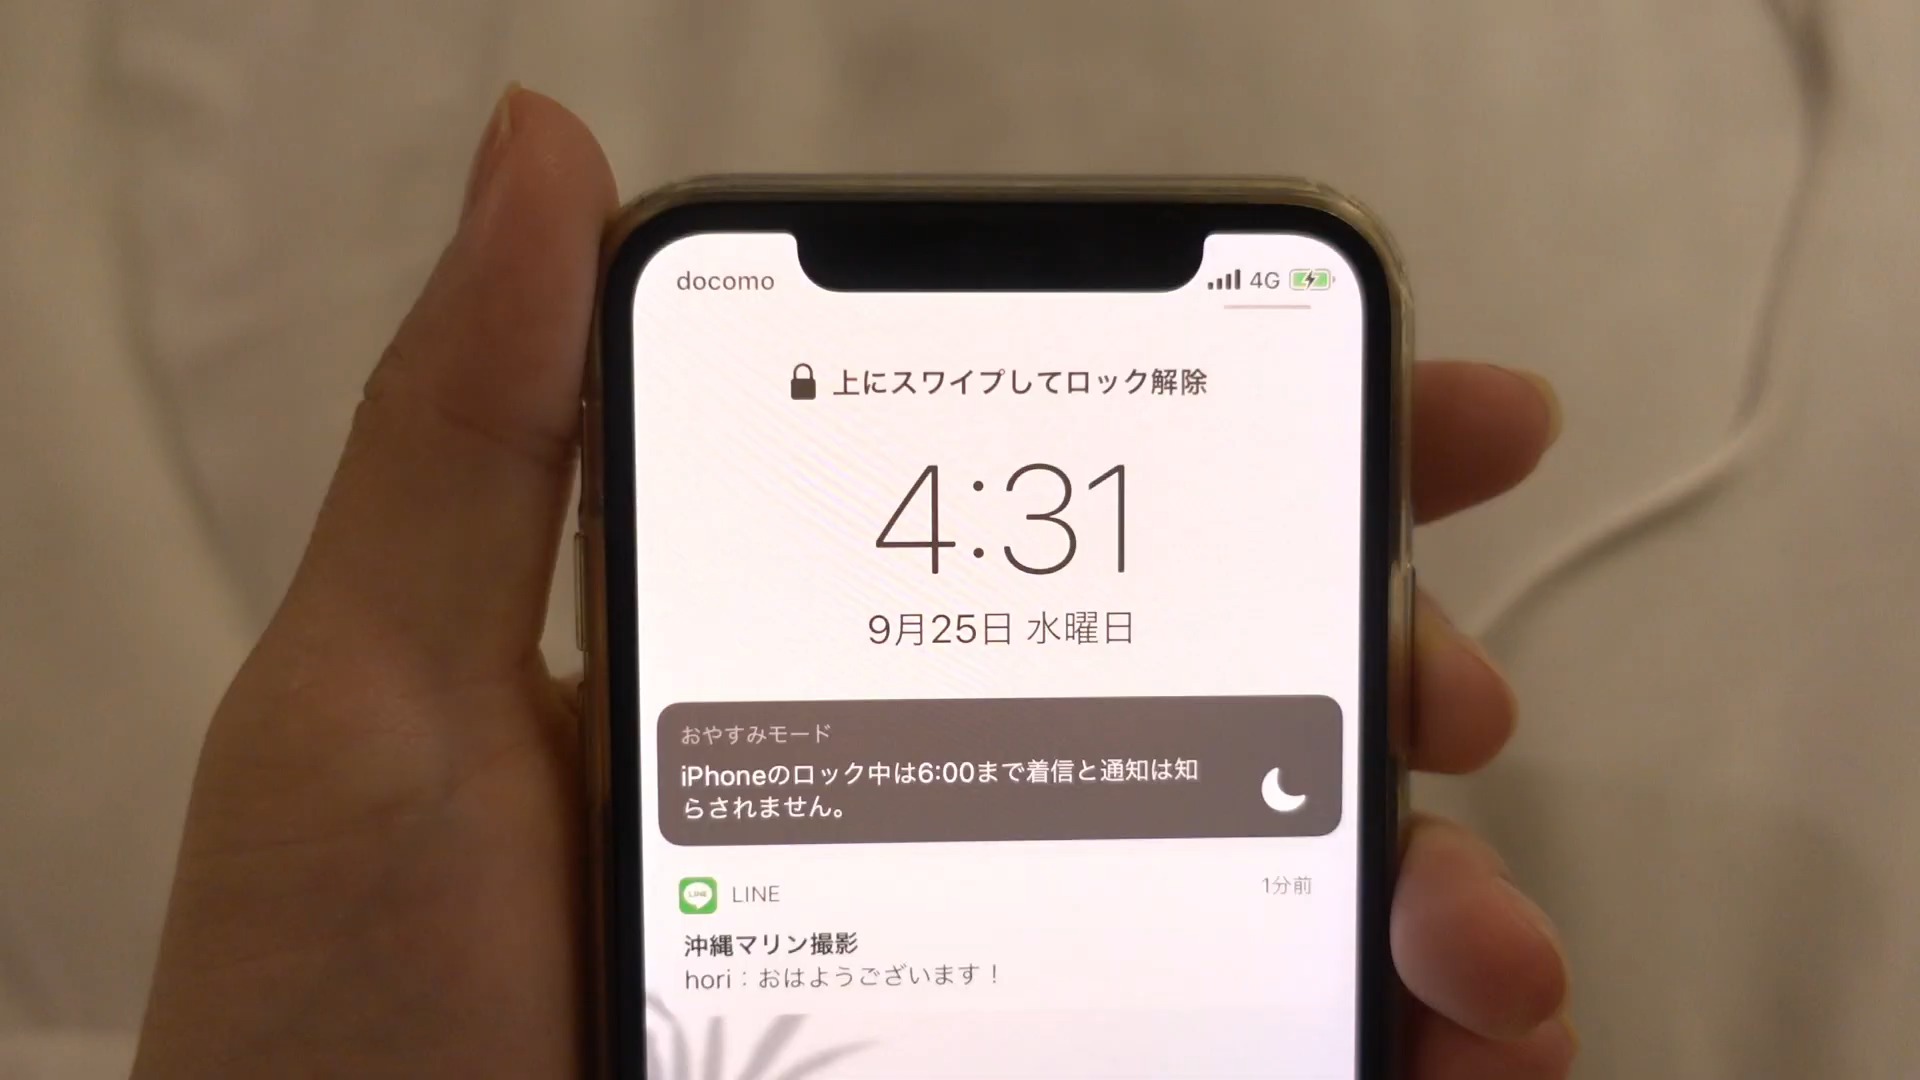 docomo 4G
上にスワイプしてロック解除
4:31
9月25日 水曜日
おやすみモード
iPhoneのロック中は6:00まで着信と通知は知
らされません。
LINE 1分前
沖縄マリン撮影
hori:おはようございます!